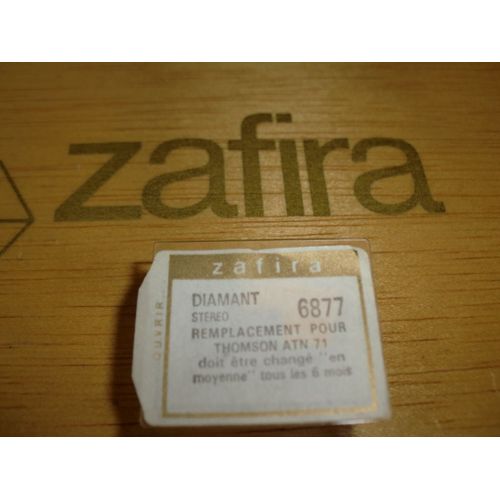 zafira
zafira
OUVRIR
DIAMANT 6877
STEREO
REMPLACEMENT POUR
THOMSON ATN 71
doit être changé "en
moyenne" tous les 6 mois